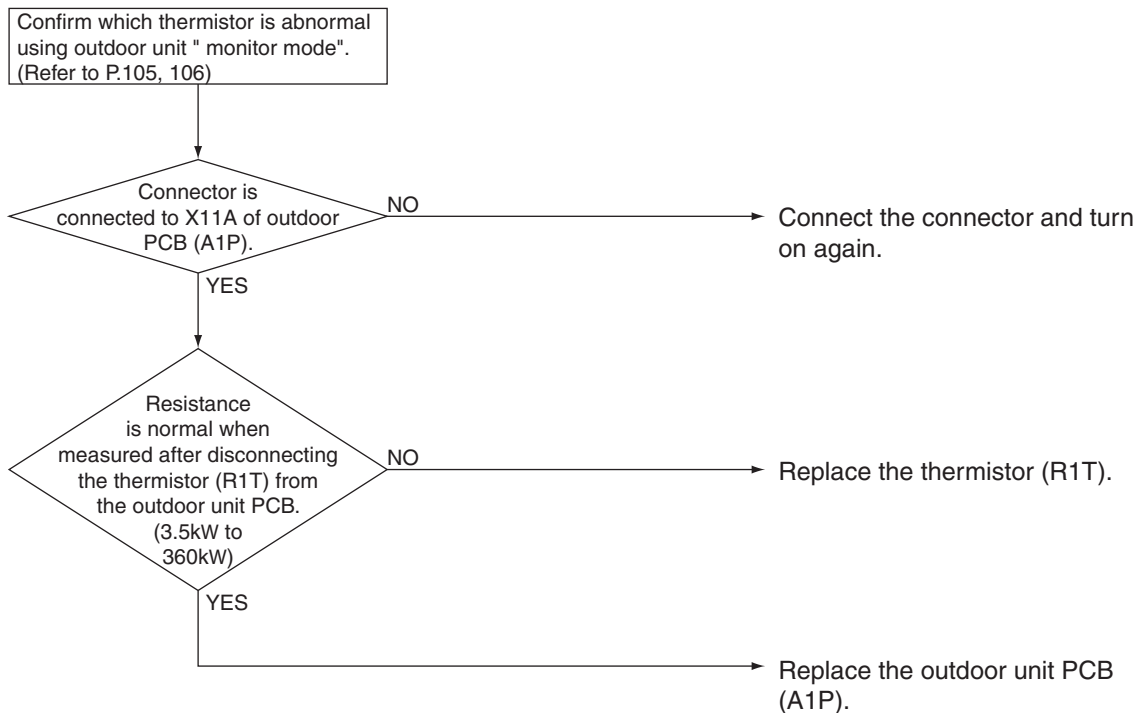 Confirm which thermistor is abnormal
using outdoor unit " monitor mode".
(Refer to P.105, 106)
Connector is
connected to X11A of outdoor
PCB (A1P).
NO
Connect the connector and turn
on again.
YES
Resistance
is normal when
measured after disconnecting
the thermistor (R1T) from
the outdoor unit PCB.
(3.5kW to
360kW)
NO
Replace the thermistor (R1T).
YES
Replace the outdoor unit PCB
(A1P).